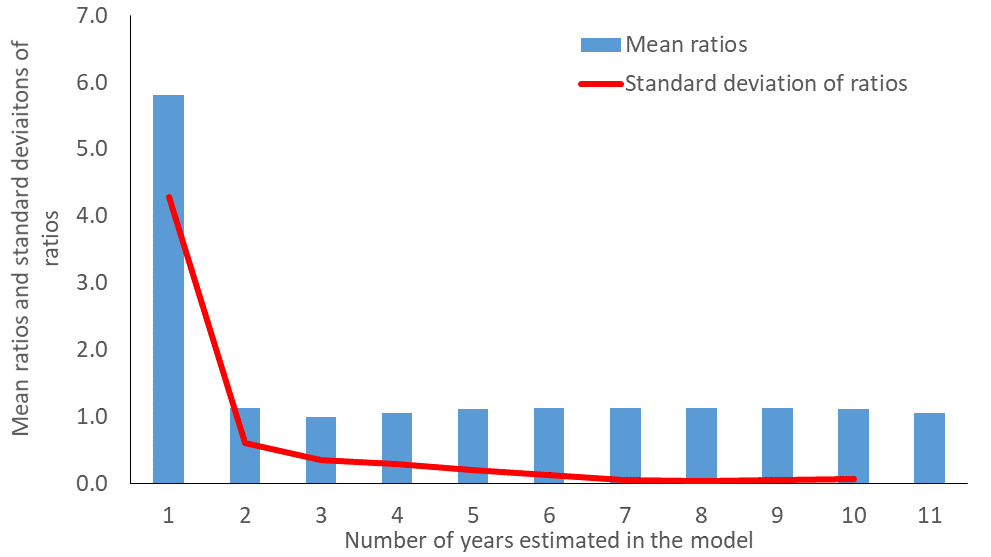 Mean ratios and standard deviaitons of
ratios
7.0
6.0
5.0
4.0
3.0
2.0
1.0
0.0
Mean ratios
Standard deviation of ratios
1 2 3 4 5 6 7 8 9 10 11
Number of years estimated in the model